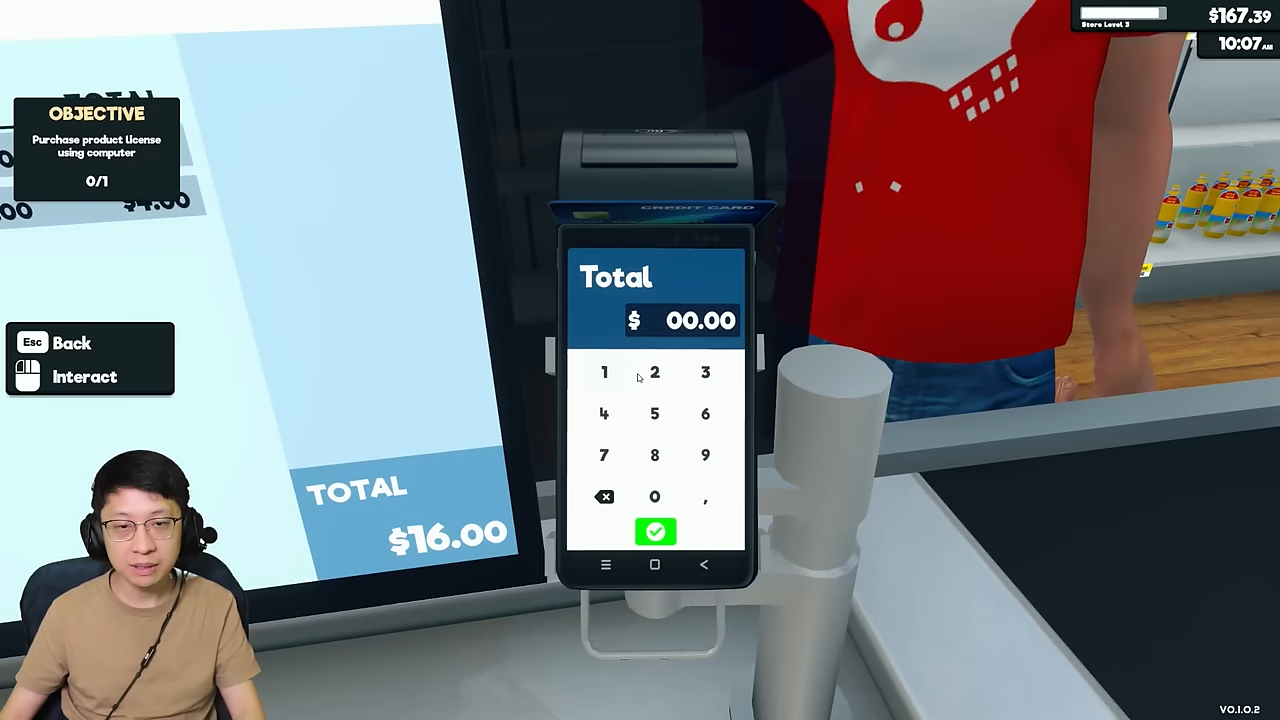 Store Level 3
$167.39
10:07AM
OBJECTIVE
Purchase product license
using computer
0/1
$4.00
Esc Back
Interact
TOTAL
$16.00
CREDIT CARD
Total
$ 00.00
1 2 3
4 5 6
7 8 9
0 ,
V0.1.0.2